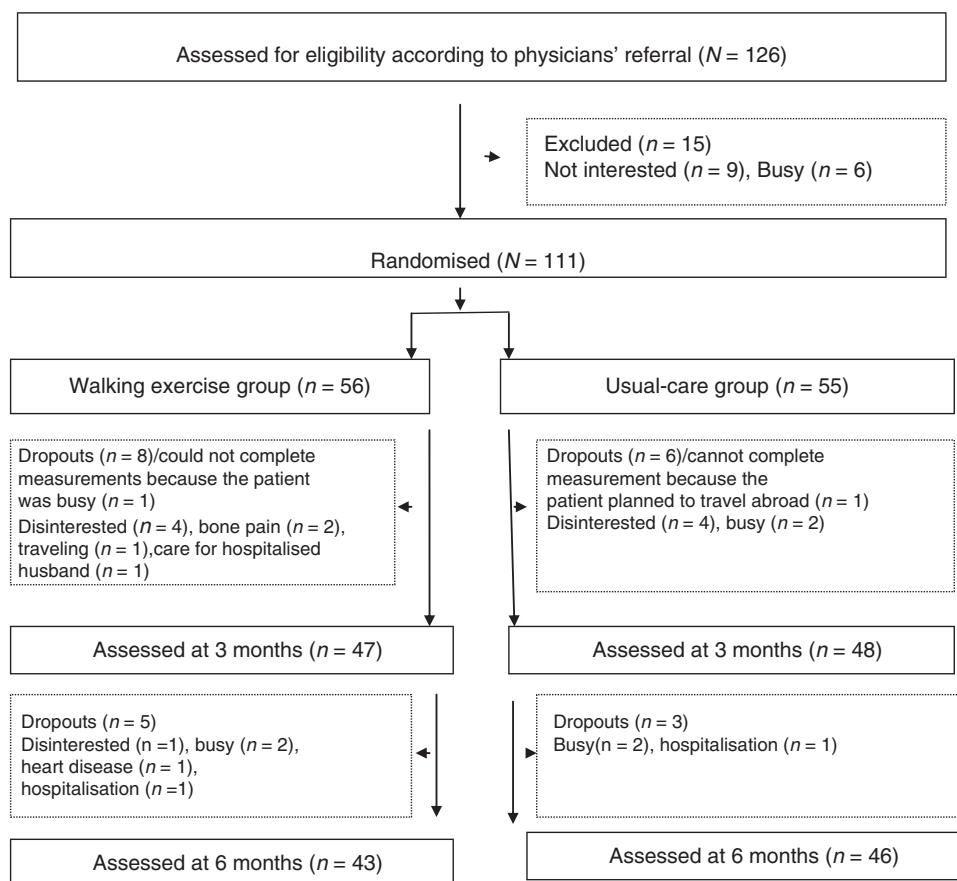 Assessed for eligibility according to physicians’ referral (N = 126)
Excluded (n = 15)
Not interested (n = 9), Busy (n = 6)
Randomised (N = 111)
Walking exercise group (n = 56)
Usual-care group (n = 55)
Dropouts (n = 8)/could not complete
measurements because the patient
was busy (n = 1)
Disinterested (n = 4), bone pain (n = 2),
traveling (n = 1),care for hospitalised
husband (n = 1)
Dropouts (n = 6)/cannot complete
measurement because the
patient planned to travel abroad (n = 1)
Disinterested (n = 4), busy (n = 2)
Assessed at 3 months (n = 47)
Assessed at 3 months (n = 48)
Dropouts (n = 5)
Disinterested (n =1), busy (n = 2),
heart disease (n = 1),
hospitalisation (n =1)
Dropouts (n = 3)
Busy(n = 2), hospitalisation (n = 1)
Assessed at 6 months (n = 43)
Assessed at 6 months (n = 46)